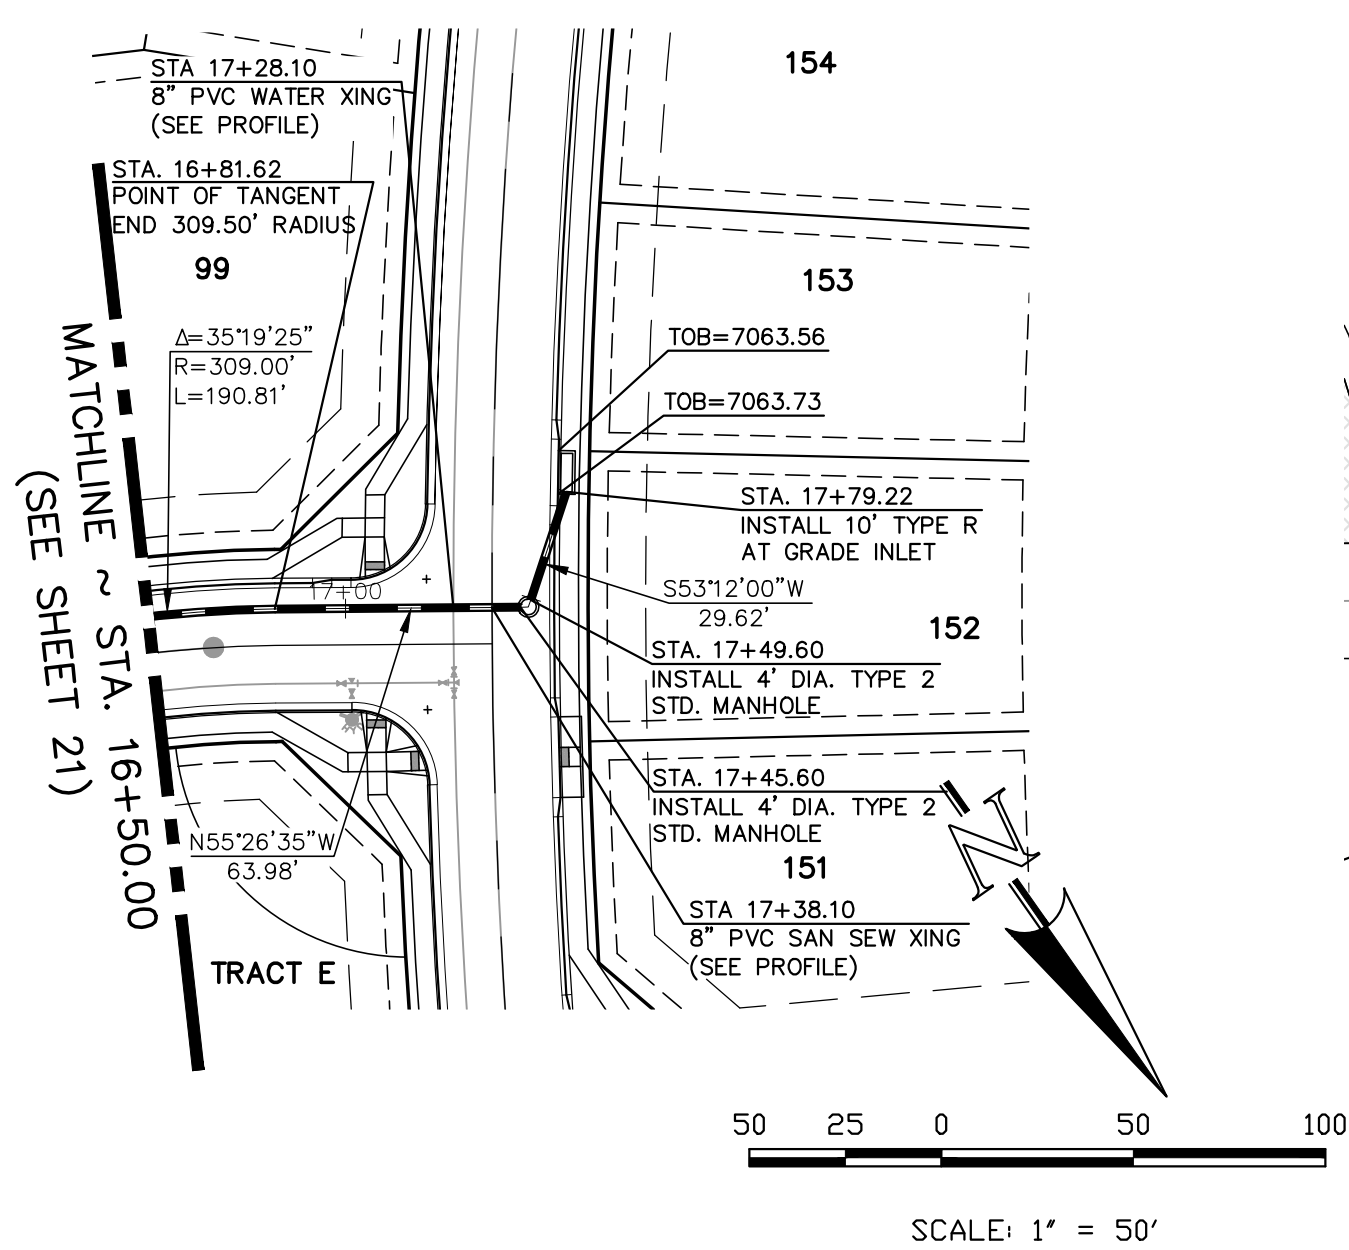 154
STA 17+28.10
8" PVC WATER XING
(SEE PROFILE)
STA. 16+81.62
POINT OF TANGENT
END 309.50' RADIUS
99
153
Δ=35°19'25"
R=309.00'
L=190.81'
TOB=7063.56
TOB=7063.73
MATCHLINE ~ STA. 16+50.00
(SEE SHEET 21)
STA. 17+79.22
INSTALL 10' TYPE R
AT GRADE INLET
17+00
S53°12'00"W
29.62'
152
STA. 17+49.60
INSTALL 4' DIA. TYPE 2
STD. MANHOLE
STA. 17+45.60
INSTALL 4' DIA. TYPE 2
STD. MANHOLE
N55°26'35"W
63.98'
151
N
STA 17+38.10
8" PVC SAN SEW XING
(SEE PROFILE)
TRACT E
50 25 0 50 100
SCALE: 1" = 50'